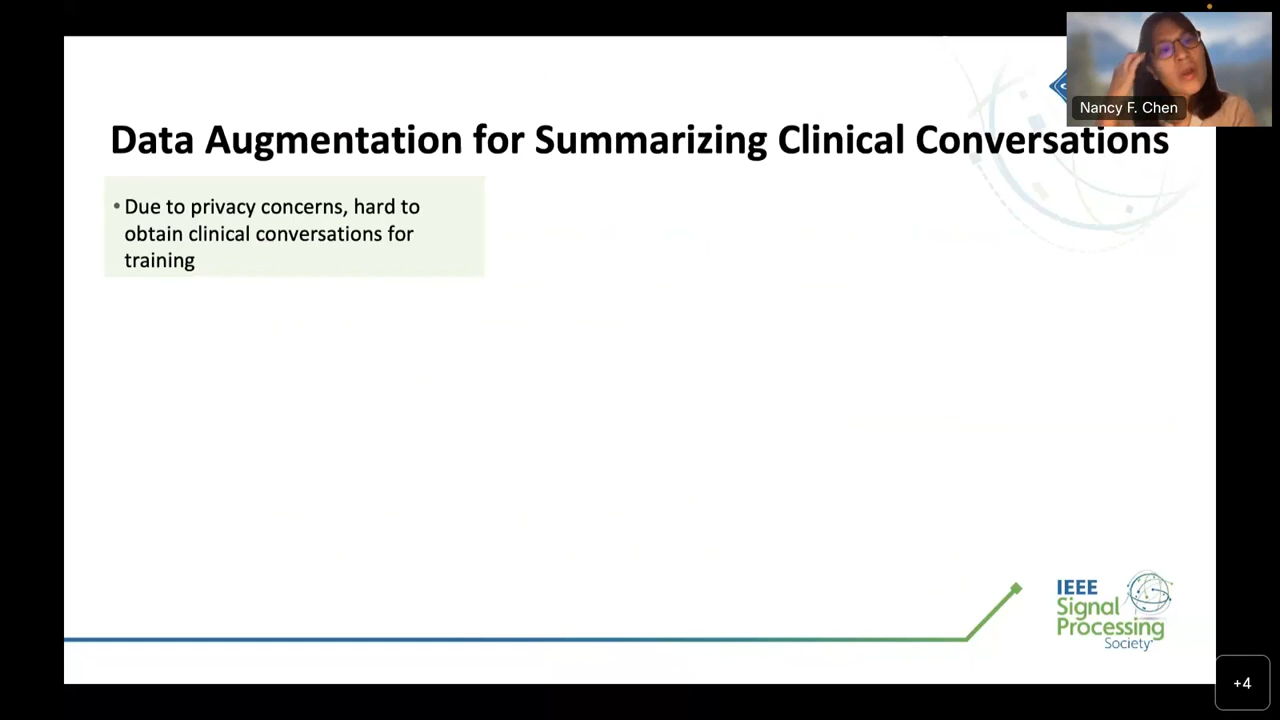 Nancy F. Chen
Data Augmentation for Summarizing Clinical Conversations
• Due to privacy concerns, hard to
obtain clinical conversations for
training
IEEE
Signal
Processing
Society
+4